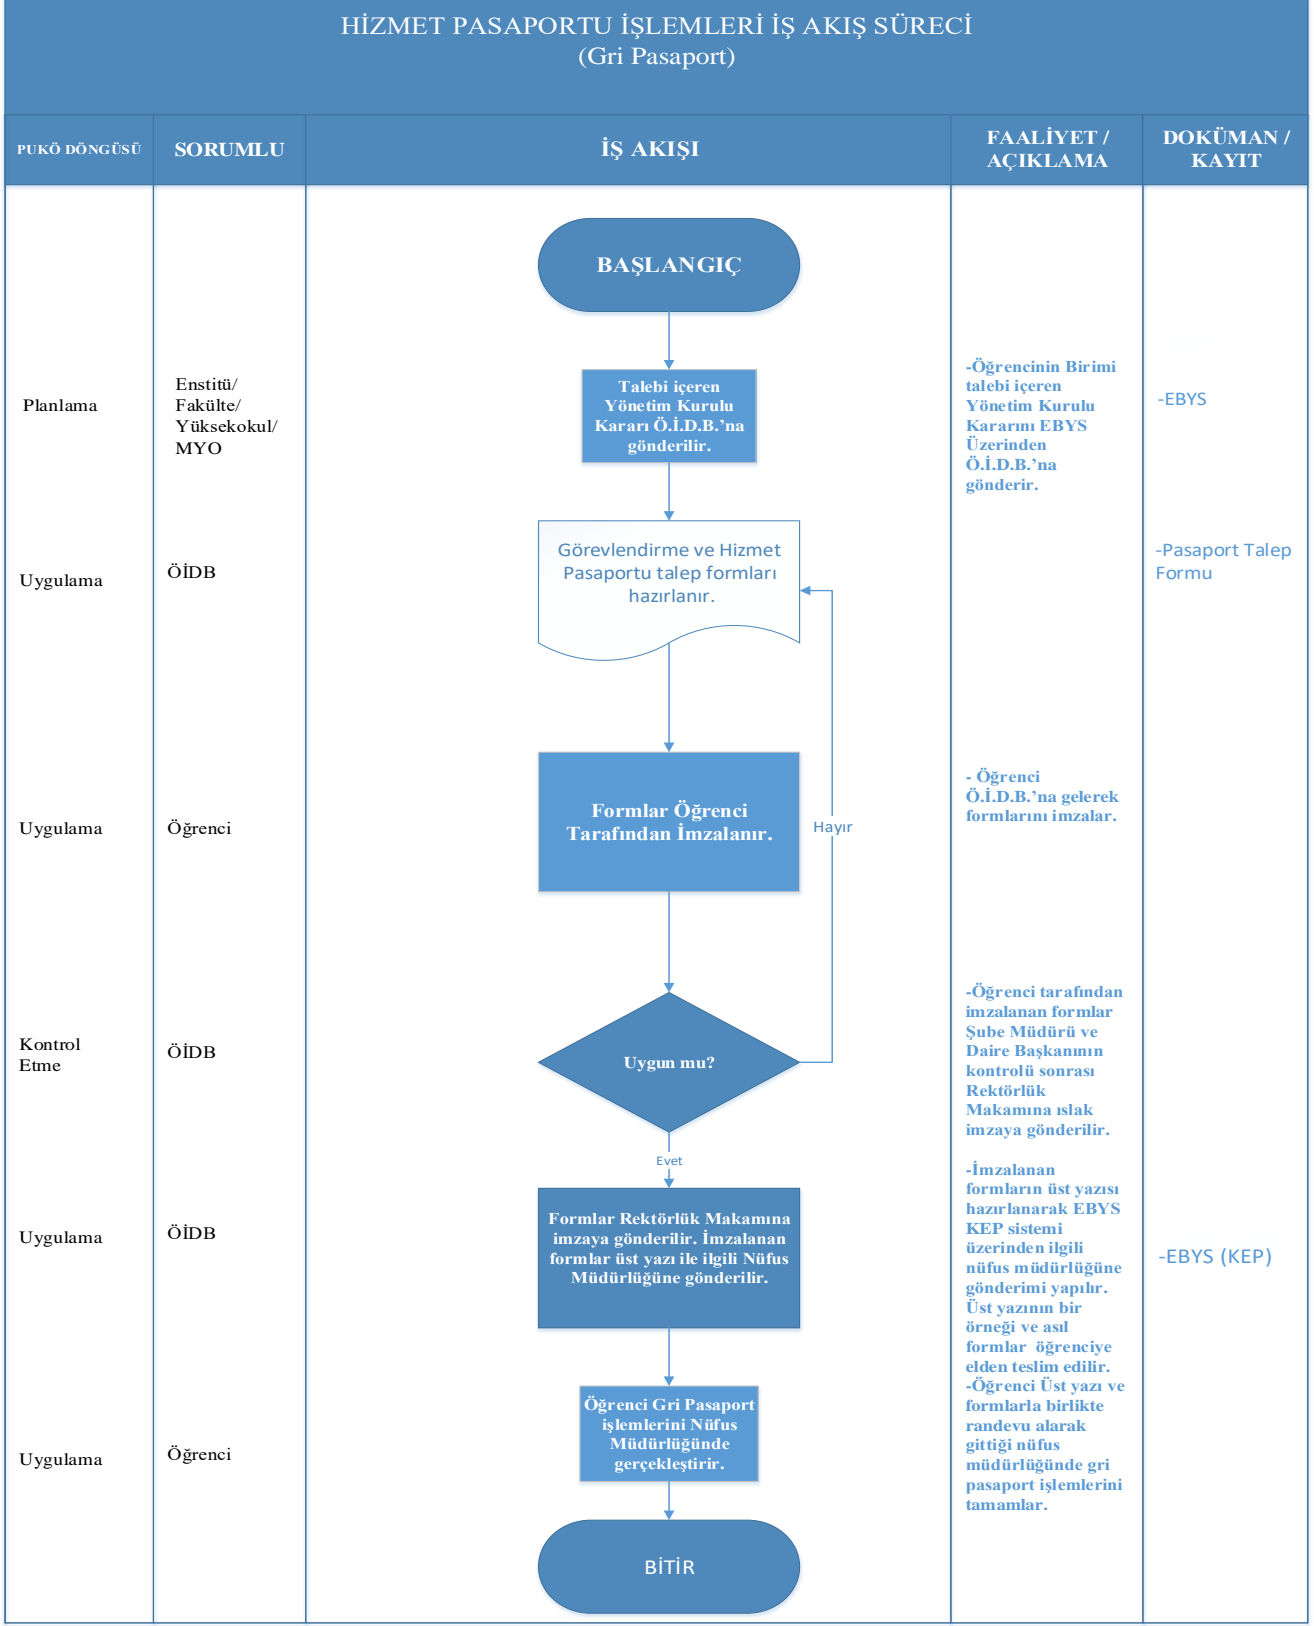 HİZMET PASAPORTU İŞLEMLERİ İŞ AKIŞ SÜRECİ
(Gri Pasaport)
PUKÖ DÖNGÜSÜ
SORUMLU
İŞ AKIŞI
FAALİYET /
AÇIKLAMA
DOKÜMAN /
KAYIT
BAŞLANGIÇ
Planlama
Enstitü/
Fakülte/
Yüksekokul/
MYO
Talebi içeren
Yönetim Kurulu
Kararı Ö.İ.D.B.’na
gönderilir.
-Öğrencinin Birimi
talebi içeren
Yönetim Kurulu
Kararını EBYS
Üzerinden
Ö.İ.D.B.’na
gönderir.
-EBYS
Uygulama
ÖİDB
Görevlendirme ve Hizmet
Pasaportu talep formları
hazırlanır.
-Pasaport Talep
Formu
Uygulama
Öğrenci
Formlar Öğrenci
Tarafından İmzalanır.
Hayır
- Öğrenci
Ö.İ.D.B.’na gelerek
formlarını imzalar.
Kontrol
Etme
ÖİDB
Uygun mu?
-Öğrenci tarafından
imzalanan formlar
Şube Müdürü ve
Daire Başkanının
kontrolü sonrası
Rektörlük
Makamına ıslak
imzaya gönderilir.
Evet
Uygulama
ÖİDB
Formlar Rektörlük Makamına
imzaya gönderilir. İmzalanan
formlar üst yazı ile ilgili Nüfus
Müdürlüğüne gönderilir.
-İmzalanan
formların üst yazısı
hazırlanarak EBYS
KEP sistemi
üzerinden ilgili
nüfus müdürlüğüne
gönderimi yapılır.
Üst yazının bir
örneği ve asıl
formlar öğrenciye
elden teslim edilir.
-EBYS (KEP)
Uygulama
Öğrenci
Öğrenci Gri Pasaport
işlemlerini Nüfus
Müdürlüğünde
gerçekleştirir.
-Öğrenci Üst yazı ve
formlarla birlikte
randevu alarak
gittiği nüfus
müdürlüğünde gri
pasaport işlemlerini
tamamlar.
BİTİR